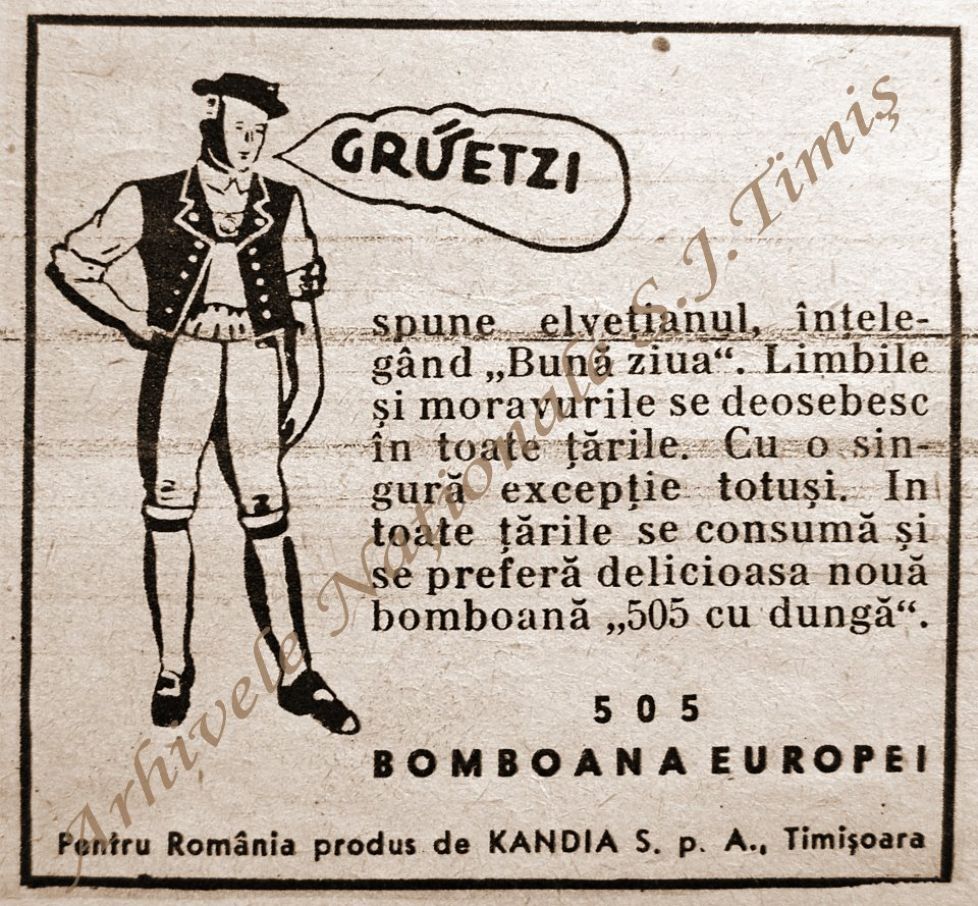 GRŰETZI
spune elvețianul, înțele-
gând „Bună ziua“. Limbile
și moravurile se deosebesc
în toate țările. Cu o sin-
gură excepție totuși. In
toate țările se consumă și
se preferă delicioasa nouă
bomboană „505 cu dungă“.
505
BOMBOANA EUROPEI
Pentru România produs de KANDIA S. p. A., Timișoara
Arhivele Naționale S.J.Timiș